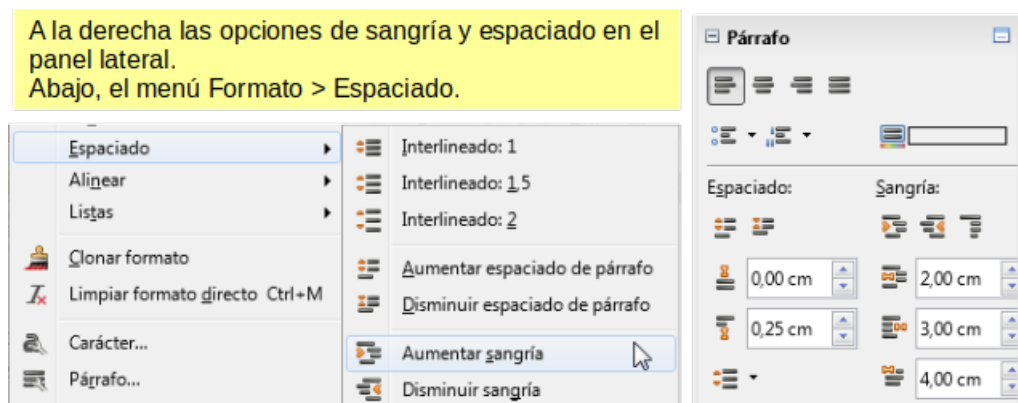 A la derecha las opciones de sangría y espaciado en el
panel lateral.
Abajo, el menú Formato > Espaciado.
Espaciado
Alinear
Listas
Clonar formato
Limpiar formato directo Ctrl+M
Carácter...
Párrafo...
Interlineado: 1
Interlineado: 1,5
Interlineado: 2
Aumentar espaciado de párrafo
Disminuir espaciado de párrafo
Aumentar sangría
Disminuir sangría
Párrafo
Espaciado: Sangría:
0,00 cm 2,00 cm
0,25 cm 3,00 cm
4,00 cm